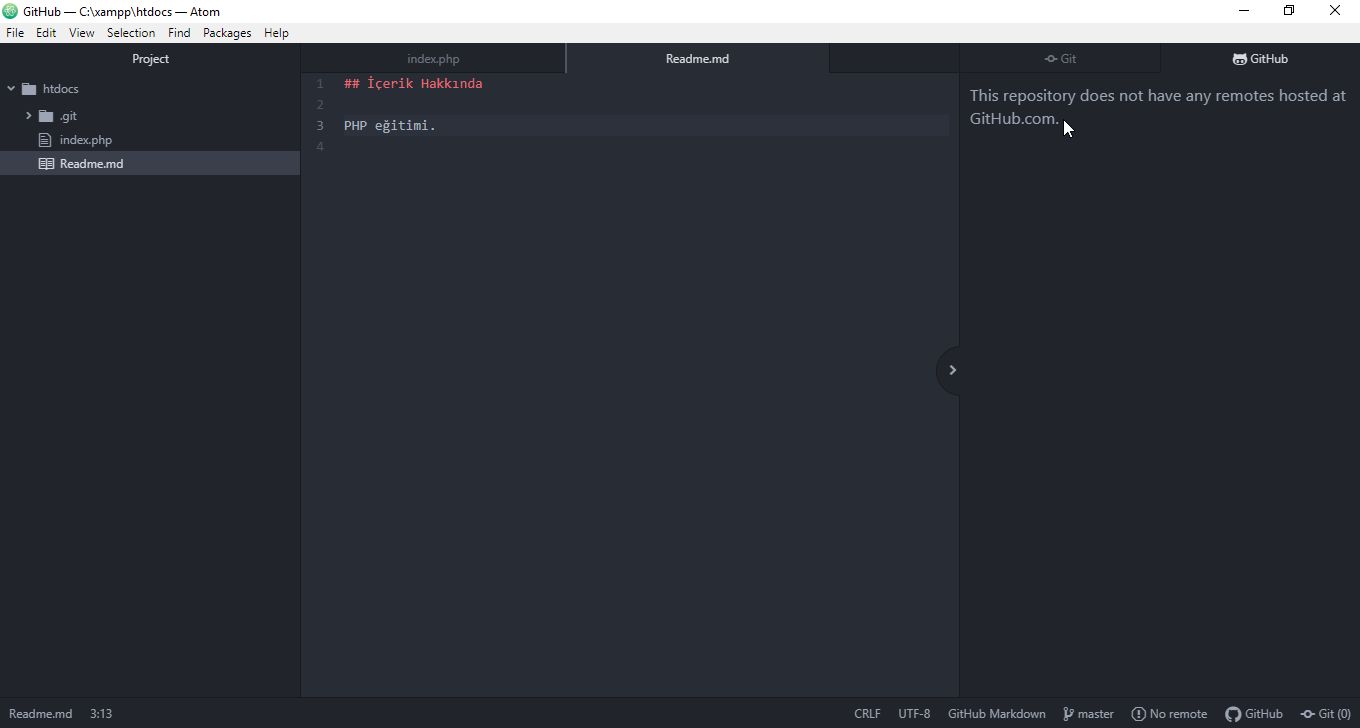 GitHub — C:\xampp\htdocs — Atom
File Edit View Selection Find Packages Help
Project
htdocs
.git
index.php
Readme.md
index.php Readme.md
1 ## İçerik Hakkında
2
3 PHP eğitimi.
4
Git GitHub
This repository does not have any remotes hosted at
GitHub.com.
Readme.md 3:13 CRLF UTF-8 GitHub Markdown master No remote GitHub Git (0)